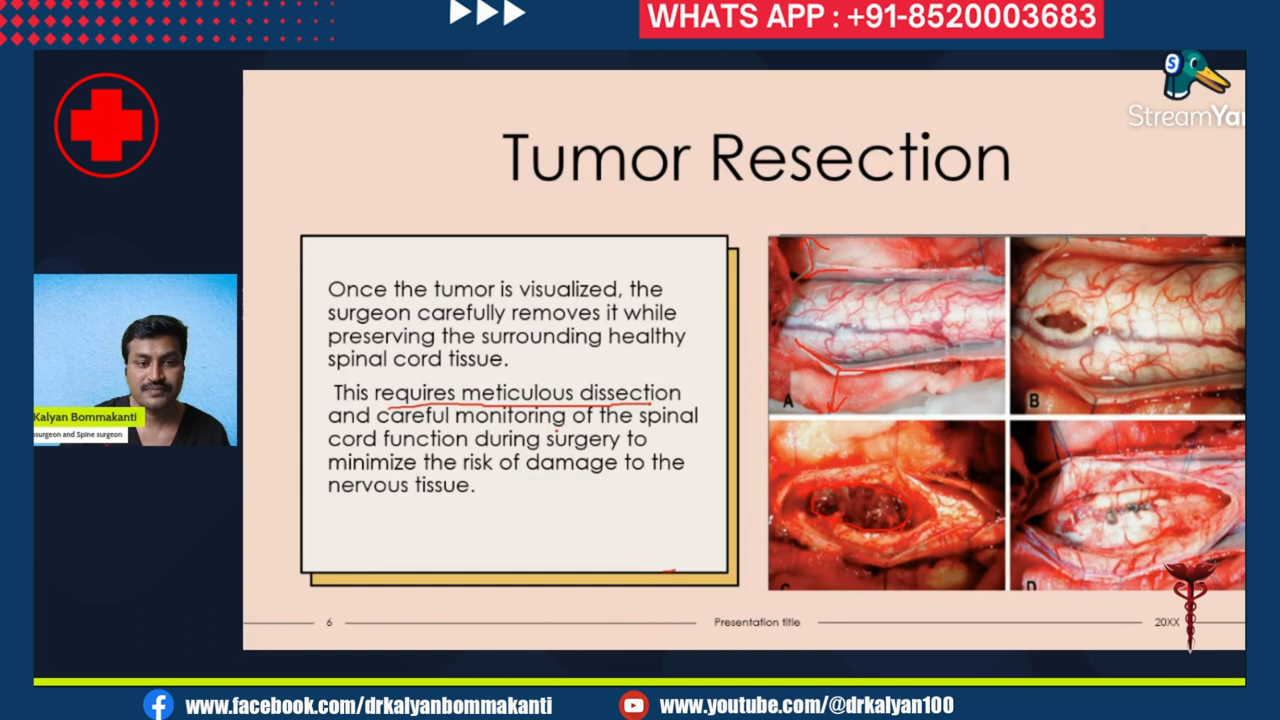 WHATS APP : +91-8520003683
S
StreamYar
Tumor Resection
Once the tumor is visualized, the
surgeon carefully removes it while
preserving the surrounding healthy
spinal cord tissue.
This requires meticulous dissection
and careful monitoring of the spinal
cord function during surgery to
minimize the risk of damage to the
nervous tissue.
A
B
C
D
Kalyan Bommakanti
surgeon and Spine surgeon
6
Presentation title
20XX
www.facebook.com/drkalyanbommakanti
www.youtube.com/@drkalyan100